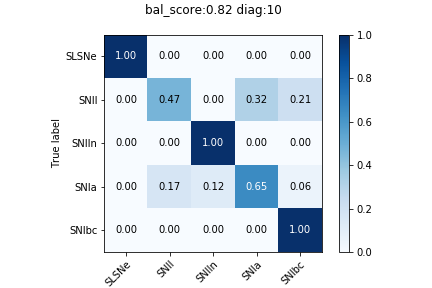 bal_score:0.82 diag:10
True label
SLSNe 1.00 0.00 0.00 0.00 0.00
SNII 0.00 0.47 0.00 0.32 0.21
SNIIn 0.00 0.00 1.00 0.00 0.00
SNIa 0.00 0.17 0.12 0.65 0.06
SNIbc 0.00 0.00 0.00 0.00 1.00
SLSNe SNII SNIIn SNIa SNIbc
1.0
0.8
0.6
0.4
0.2
0.0